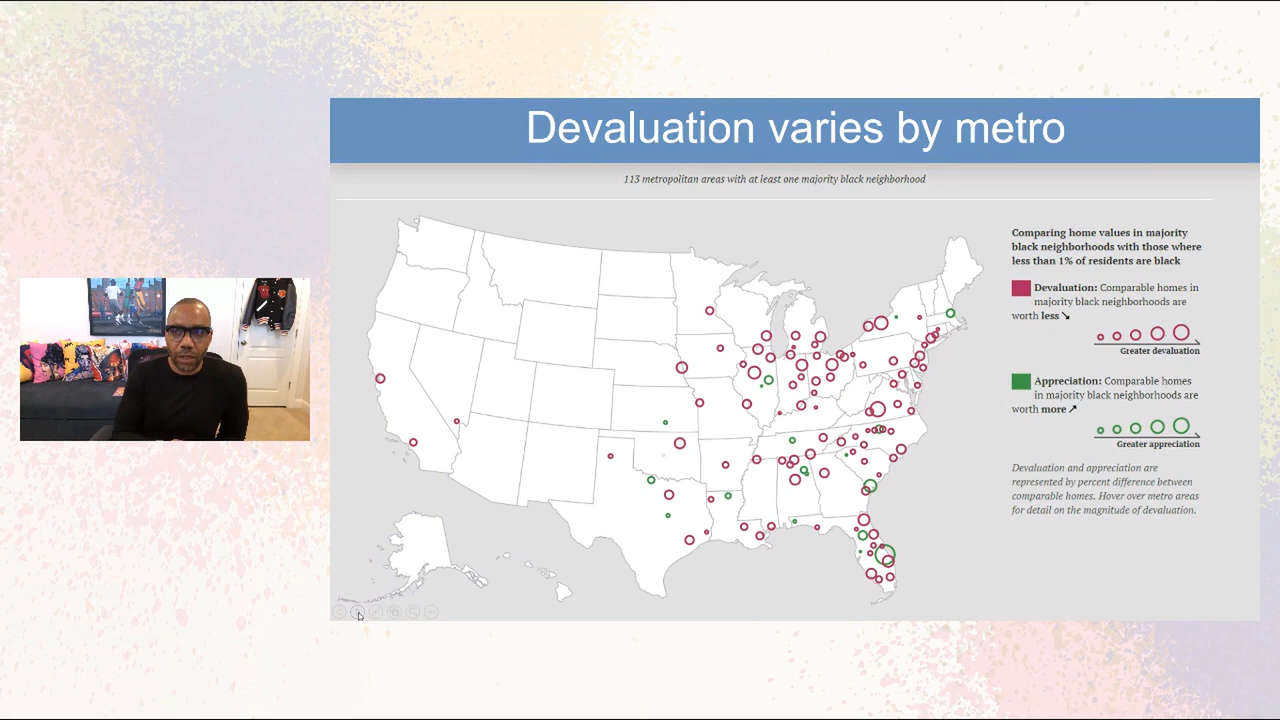 Devaluation varies by metro
113 metropolitan areas with at least one majority black neighborhood
Comparing home values in majority
black neighborhoods with those where
less than 1% of residents are black
Devaluation: Comparable homes in
majority black neighborhoods are
worth less ↘
Greater devaluation
Appreciation: Comparable homes
in majority black neighborhoods are
worth more ↗
Greater appreciation
Devaluation and appreciation are
represented by percent difference between
comparable homes. Hover over metro areas
for detail on the magnitude of devaluation.